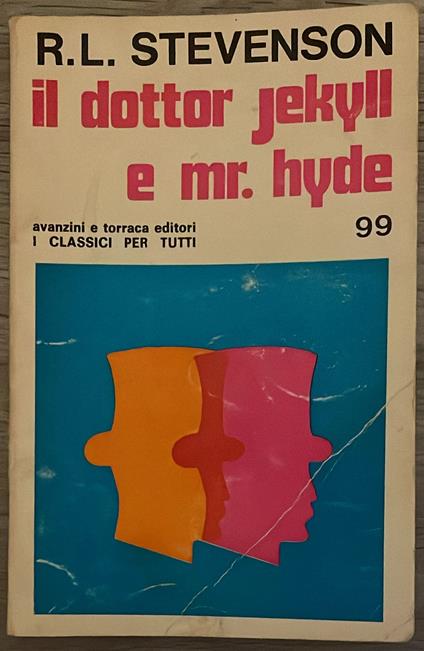 R.L. STEVENSON
il dottor jekyll
e mr. hyde
avanzini e torraca editori
I CLASSICI PER TUTTI
99